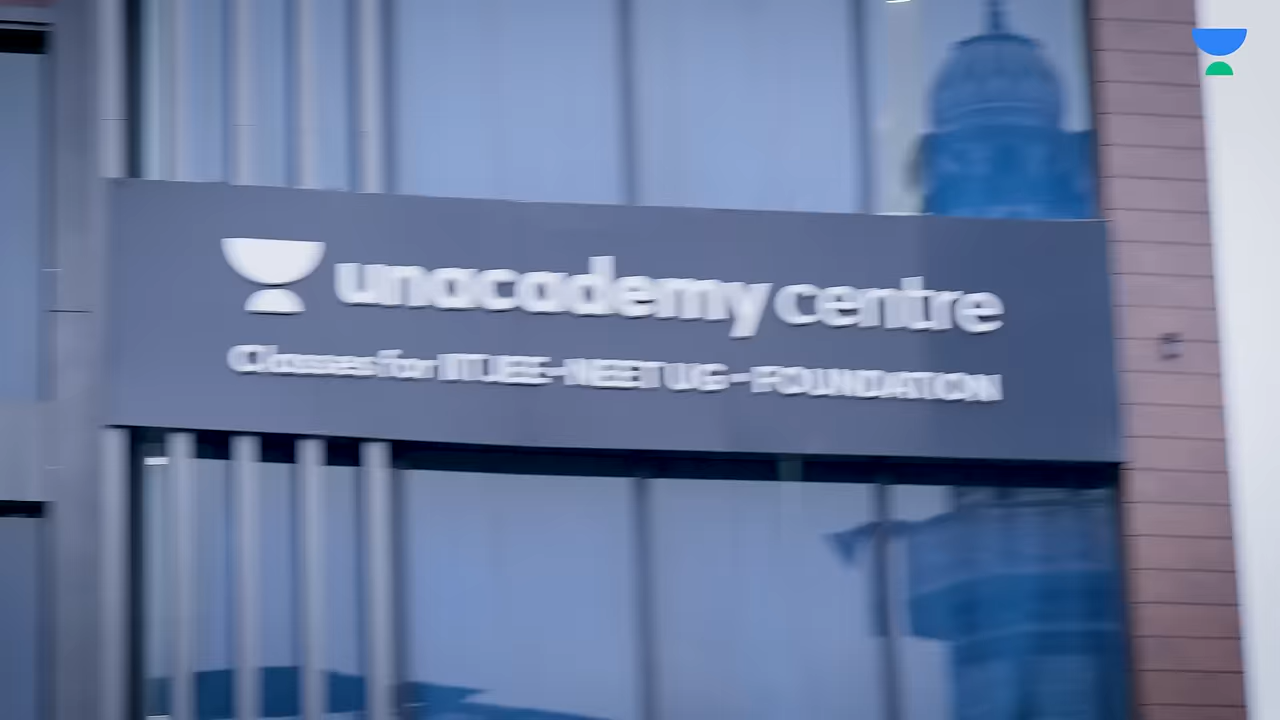 unacademy centre
Classes for IIT JEE - NEET UG - FOUNDATION